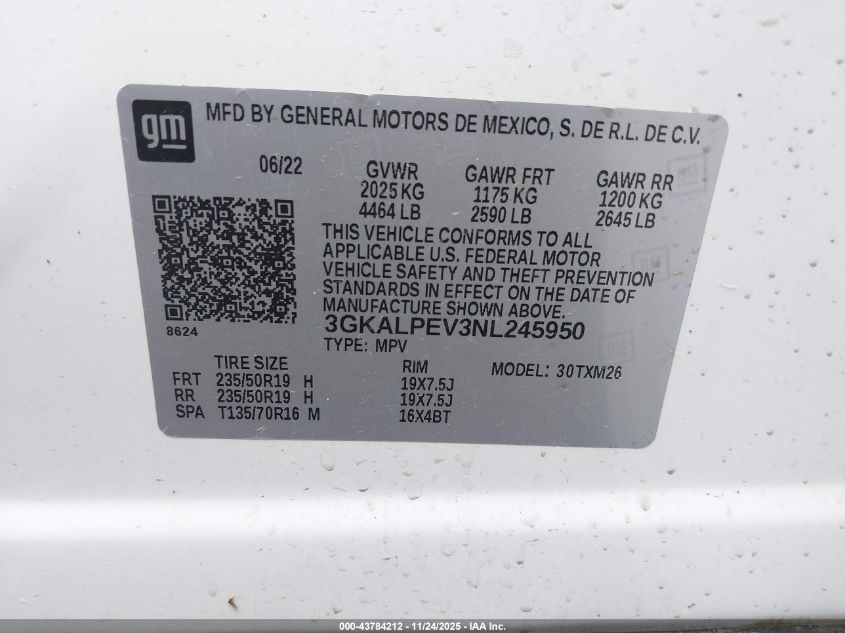 gm
MFD BY GENERAL MOTORS DE MEXICO, S. DE R.L. DE C.V.
06/22
GVWR
2025 KG
4464 LB
GAWR FRT
1175 KG
2590 LB
GAWR RR
1200 KG
2645 LB
THIS VEHICLE CONFORMS TO ALL
APPLICABLE U.S. FEDERAL MOTOR
VEHICLE SAFETY AND THEFT PREVENTION
STANDARDS IN EFFECT ON THE DATE OF
MANUFACTURE SHOWN ABOVE.
3GKALPEV3NL245950
TYPE: MPV
8624
TIRE SIZE RIM MODEL: 30TXM26
FRT 235/50R19 H 19X7.5J
RR 235/50R19 H 19X7.5J
SPA T135/70R16 M 16X4BT
000-43784212 - 11/24/2025 - IAA Inc.